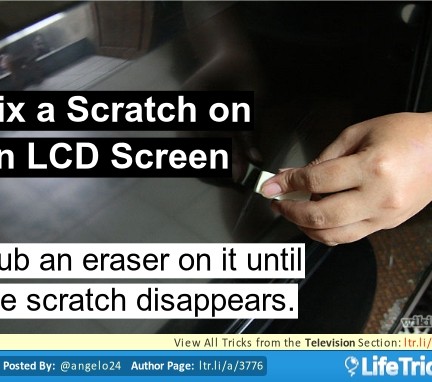 ix a Scratch on
n LCD Screen
ub an eraser on it until
e scratch disappears.
wiki
View All Tricks from the Television Section: ltr.li/
Posted By: @angelo24 Author Page: ltr.li/a/3776
LifeTric